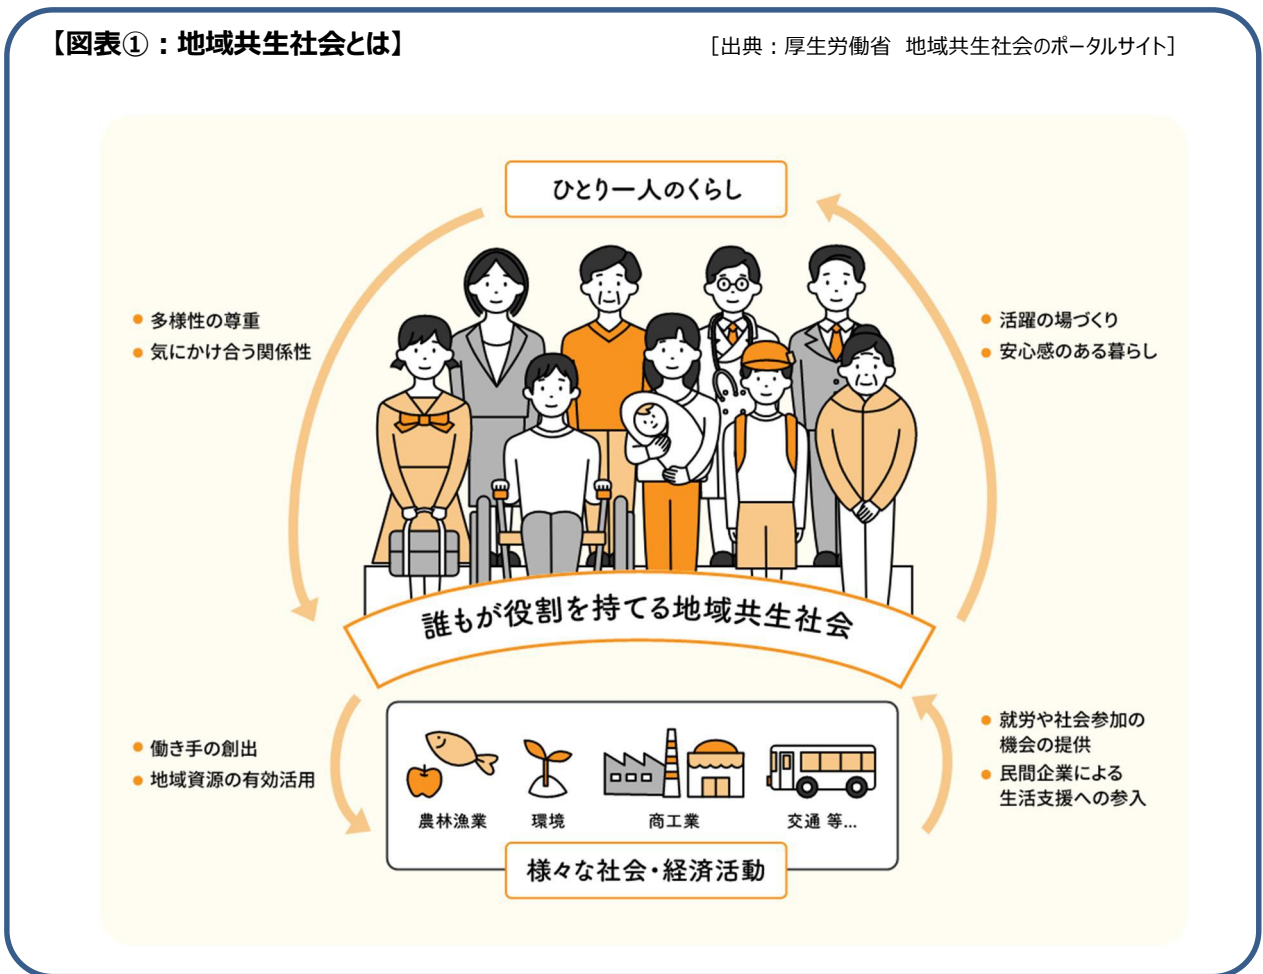 【図表①：地域共生社会とは】
［出典：厚生労働省 地域共生社会のポータルサイト］
ひとり一人のくらし
● 多様性の尊重
● 気にかけ合う関係性
● 活躍の場づくり
● 安心感のある暮らし
誰もが役割を持てる地域共生社会
● 働き手の創出
● 地域資源の有効活用
● 就労や社会参加の
機会の提供
● 民間企業による
生活支援への参入
農林漁業 環境 商工業 交通 等...
様々な社会・経済活動